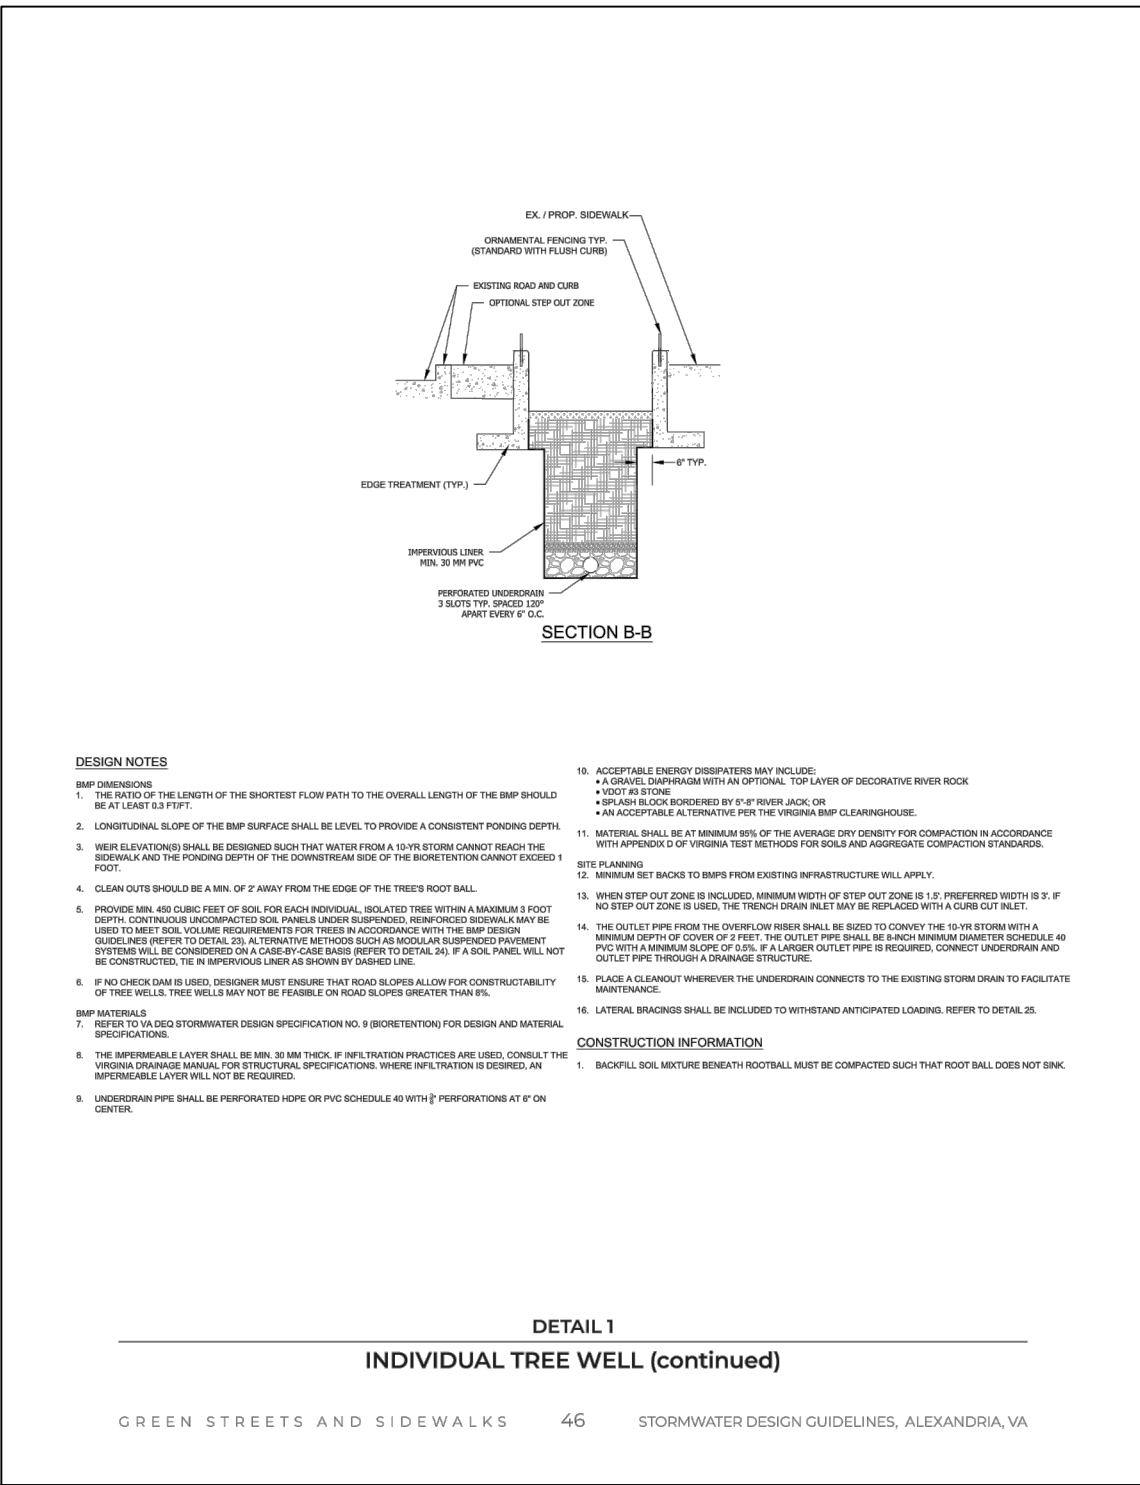 EX. / PROP. SIDEWALK
ORNAMENTAL FENCING TYP.
(STANDARD WITH FLUSH CURB)
EXISTING ROAD AND CURB
OPTIONAL STEP OUT ZONE
6" TYP.
EDGE TREATMENT (TYP.)
IMPERVIOUS LINER
MIN. 30 MM PVC
PERFORATED UNDERDRAIN
3 SLOTS TYP. SPACED 120°
APART EVERY 6" O.C.
SECTION B-B
DESIGN NOTES
BMP DIMENSIONS
1. THE RATIO OF THE LENGTH OF THE SHORTEST FLOW PATH TO THE OVERALL LENGTH OF THE BMP SHOULD
BE AT LEAST 0.3 FT/FT.
2. LONGITUDINAL SLOPE OF THE BMP SURFACE SHALL BE LEVEL TO PROVIDE A CONSISTENT PONDING DEPTH.
3. WEIR ELEVATION(S) SHALL BE DESIGNED SUCH THAT WATER FROM A 10-YR STORM CANNOT REACH THE
SIDEWALK AND THE PONDING DEPTH OF THE DOWNSTREAM SIDE OF THE BIORETENTION CANNOT EXCEED 1
FOOT.
4. CLEAN OUTS SHOULD BE A MIN. OF 2' AWAY FROM THE EDGE OF THE TREE'S ROOT BALL.
5. PROVIDE MIN. 450 CUBIC FEET OF SOIL FOR EACH INDIVIDUAL, ISOLATED TREE WITHIN A MAXIMUM 3 FOOT
DEPTH. CONTINUOUS UNCOMPACTED SOIL PANELS UNDER SUSPENDED, REINFORCED SIDEWALK MAY BE
USED TO MEET SOIL VOLUME REQUIREMENTS FOR TREES IN ACCORDANCE WITH THE BMP DESIGN
GUIDELINES (REFER TO DETAIL 23). ALTERNATIVE METHODS SUCH AS MODULAR SUSPENDED PAVEMENT
SYSTEMS WILL BE CONSIDERED ON A CASE-BY-CASE BASIS (REFER TO DETAIL 24). IF A SOIL PANEL WILL NOT
BE CONSTRUCTED, TIE IN IMPERVIOUS LINER AS SHOWN BY DASHED LINE.
6. IF NO CHECK DAM IS USED, DESIGNER MUST ENSURE THAT ROAD SLOPES ALLOW FOR CONSTRUCTABILITY
OF TREE WELLS. TREE WELLS MAY NOT BE FEASIBLE ON ROAD SLOPES GREATER THAN 8%.
BMP MATERIALS
7. REFER TO VA DEQ STORMWATER DESIGN SPECIFICATION NO. 9 (BIORETENTION) FOR DESIGN AND MATERIAL
SPECIFICATIONS.
8. THE IMPERMEABLE LAYER SHALL BE MIN. 30 MM THICK. IF INFILTRATION PRACTICES ARE USED, CONSULT THE
VIRGINIA DRAINAGE MANUAL FOR STRUCTURAL SPECIFICATIONS. WHERE INFILTRATION IS DESIRED, AN
IMPERMEABLE LAYER WILL NOT BE REQUIRED.
9. UNDERDRAIN PIPE SHALL BE PERFORATED HDPE OR PVC SCHEDULE 40 WITH PERFORATIONS AT 6" ON
CENTER.
10. ACCEPTABLE ENERGY DISSIPATERS MAY INCLUDE:
• A GRAVEL DIAPHRAGM WITH AN OPTIONAL TOP LAYER OF DECORATIVE RIVER ROCK
• VDOT #3 STONE
• SPLASH BLOCK BORDERED BY 5"-8" RIVER JACK; OR
• AN ACCEPTABLE ALTERNATIVE PER THE VIRGINIA BMP CLEARINGHOUSE.
11. MATERIAL SHALL BE AT MINIMUM 95% OF THE AVERAGE DRY DENSITY FOR COMPACTION IN ACCORDANCE
WITH APPENDIX D OF VIRGINIA TEST METHODS FOR SOILS AND AGGREGATE COMPACTION STANDARDS.
SITE PLANNING
12. MINIMUM SET BACKS TO BMPS FROM EXISTING INFRASTRUCTURE WILL APPLY.
13. WHEN STEP OUT ZONE IS INCLUDED, MINIMUM WIDTH OF STEP OUT ZONE IS 1.5'. PREFERRED WIDTH IS 3'. IF
NO STEP OUT ZONE IS USED, THE TRENCH DRAIN INLET MAY BE REPLACED WITH A CURB CUT INLET.
14. THE OUTLET PIPE FROM THE OVERFLOW RISER SHALL BE SIZED TO CONVEY THE 10-YR STORM WITH A
MINIMUM DEPTH OF COVER OF 2 FEET. THE OUTLET PIPE SHALL BE 8-INCH MINIMUM DIAMETER SCHEDULE 40
PVC WITH A MINIMUM SLOPE OF 0.5%. IF A LARGER OUTLET PIPE IS REQUIRED, CONNECT UNDERDRAIN AND
OUTLET PIPE THROUGH A DRAINAGE STRUCTURE.
15. PLACE A CLEANOUT WHEREVER THE UNDERDRAIN CONNECTS TO THE EXISTING STORM DRAIN TO FACILITATE
MAINTENANCE.
16. LATERAL BRACINGS SHALL BE INCLUDED TO WITHSTAND ANTICIPATED LOADING. REFER TO DETAIL 25.
CONSTRUCTION INFORMATION
1. BACKFILL SOIL MIXTURE BENEATH ROOTBALL MUST BE COMPACTED SUCH THAT ROOT BALL DOES NOT SINK.
DETAIL 1
INDIVIDUAL TREE WELL (continued)
GREEN STREETS AND SIDEWALKS 46 STORMWATER DESIGN GUIDELINES, ALEXANDRIA, VA